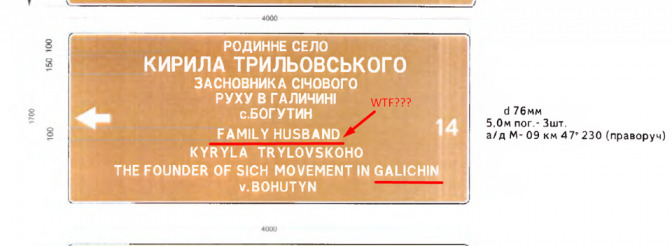 4000
РОДИННЕ СЕЛО
КИРИЛА ТРИЛЬОВСЬКОГО
ЗАСНОВНИКА СІЧОВОГО
РУХУ В ГАЛИЧИНІ
с.БОГУТИН
WTF???
FAMILY HUSBAND
14
KYRYLA TRYLOVSKOHO
THE FOUNDER OF SICH MOVEMENT IN GALICHIN
v.BOHUTYN
150 100
100
1700
d 76мм
5.0м пог.- 3шт.
а/д М- 09 км 47+ 230 (праворуч)
4000